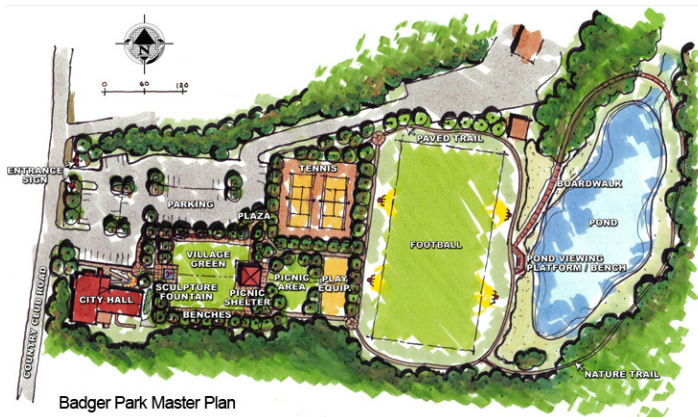 N
0 60 120
PAVED TRAIL
ENTRANCE
SIGN
TENNIS
BOARDWALK
PARKING
PLAZA
POND
FOOTBALL
VILLAGE
GREEN
POND VIEWING
PLATFORM / BENCH
PICNIC
AREA
PLAY
EQUIP.
SCULPTURE
FOUNTAIN
PICNIC
SHELTER
CITY HALL
BENCHES
COUNTRY CLUB ROAD
NATURE TRAIL
Badger Park Master Plan